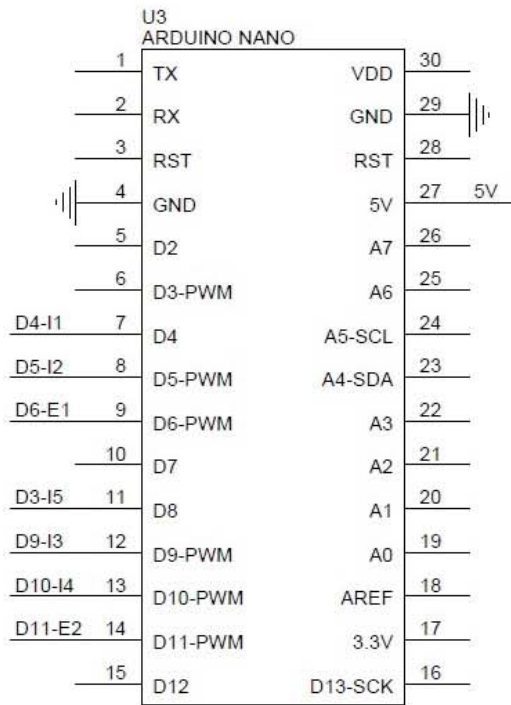 U3
ARDUINO NANO
1 TX VDD 30
2 RX GND 29
3 RST RST 28
4 GND 5V 27 5V
5 D2 A7 26
6 D3-PWM A6 25
D4-I1 7 D4 A5-SCL 24
D5-I2 8 D5-PWM A4-SDA 23
D6-E1 9 D6-PWM A3 22
10 D7 A2 21
D3-I5 11 D8 A1 20
D9-I3 12 D9-PWM A0 19
D10-I4 13 D10-PWM AREF 18
D11-E2 14 D11-PWM 3.3V 17
15 D12 D13-SCK 16